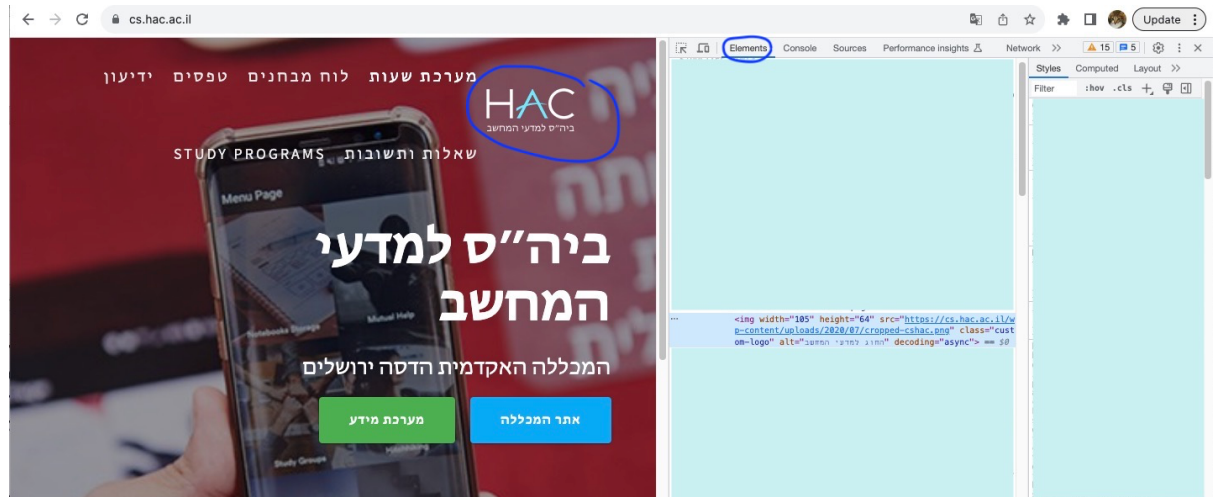 cs.hac.ac.il
Update
מערכת שעות לוח מבחנים טפסים ידיעון
HAC
ביה״ס למדעי המחשב
שאלות ותשובות STUDY PROGRAMS
Menu Page
Notebooks Storage
Mutual Help
Study Groups
ביה״ס למדעי
המחשב
המכללה האקדמית הדסה ירושלים
אתר המכללה
מערכת מידע
Elements Console Sources Performance insights Network >> 15 5
Styles Computed Layout >>
Filter :hov .cls
<img width="105" height="64" src="https://cs.hac.ac.il/w
p-content/uploads/2020/07/cropped-cshac.png" class="cust
om-logo" alt="החוג למדעי המחשב" decoding="async"> == $0